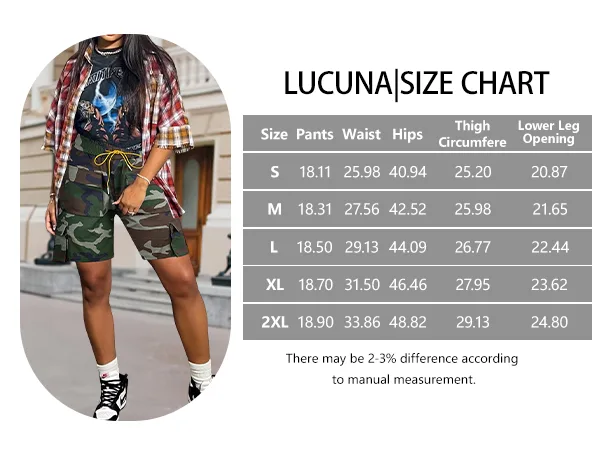 LUCUNA|SIZE CHART
Size Pants Waist Hips Thigh Circumfere Lower Leg Opening
S 18.11 25.98 40.94 25.20 20.87
M 18.31 27.56 42.52 25.98 21.65
L 18.50 29.13 44.09 26.77 22.44
XL 18.70 31.50 46.46 27.95 23.62
2XL 18.90 33.86 48.82 29.13 24.80
There may be 2-3% difference according
to manual measurement.